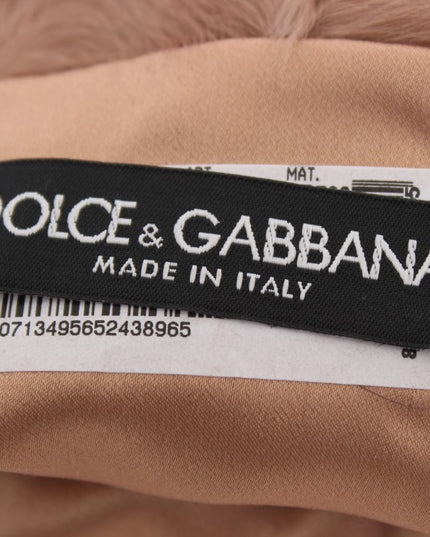 MAT.
DOLCE & GABBANA
MADE IN ITALY
0713495652438965